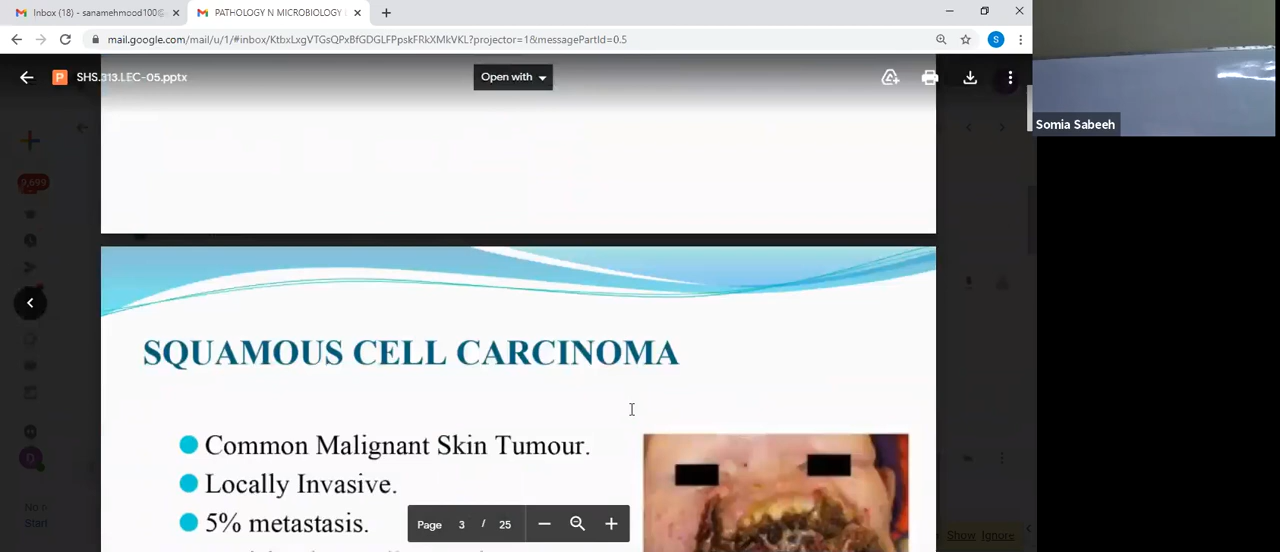 Inbox (18) - sanamehmood100@
PATHOLOGY N MICROBIOLOGY
mail.google.com/mail/u/1/#inbox/KtbxLxgVTGsQPxBfGDGLFPpskFRkXMkVKL?projector=1&messagePartId=0.5
S
P SHS.313.LEC-05.pptx
Open with
Somia Sabeeh
9,699
SQUAMOUS CELL CARCINOMA
Common Malignant Skin Tumour.
Locally Invasive.
5% metastasis.
Page 3 / 25
D
Show Ignore